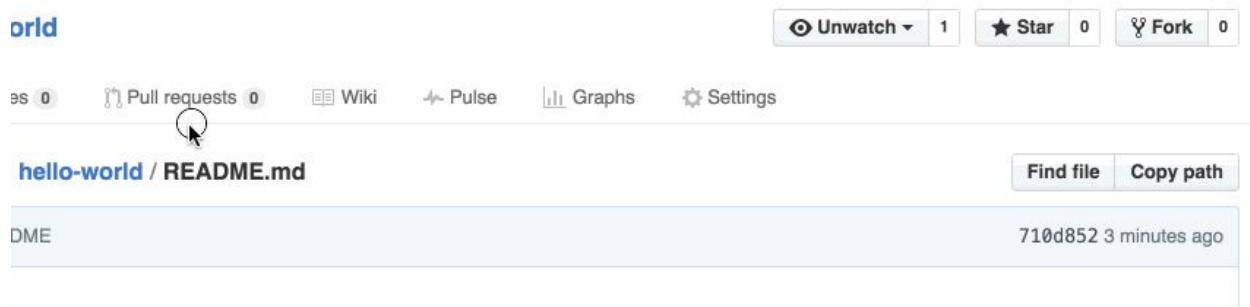 orld Unwatch 1 Star 0 Fork 0
es 0 Pull requests 0 Wiki Pulse Graphs Settings
hello-world / README.md Find file Copy path
DME 710d852 3 minutes ago